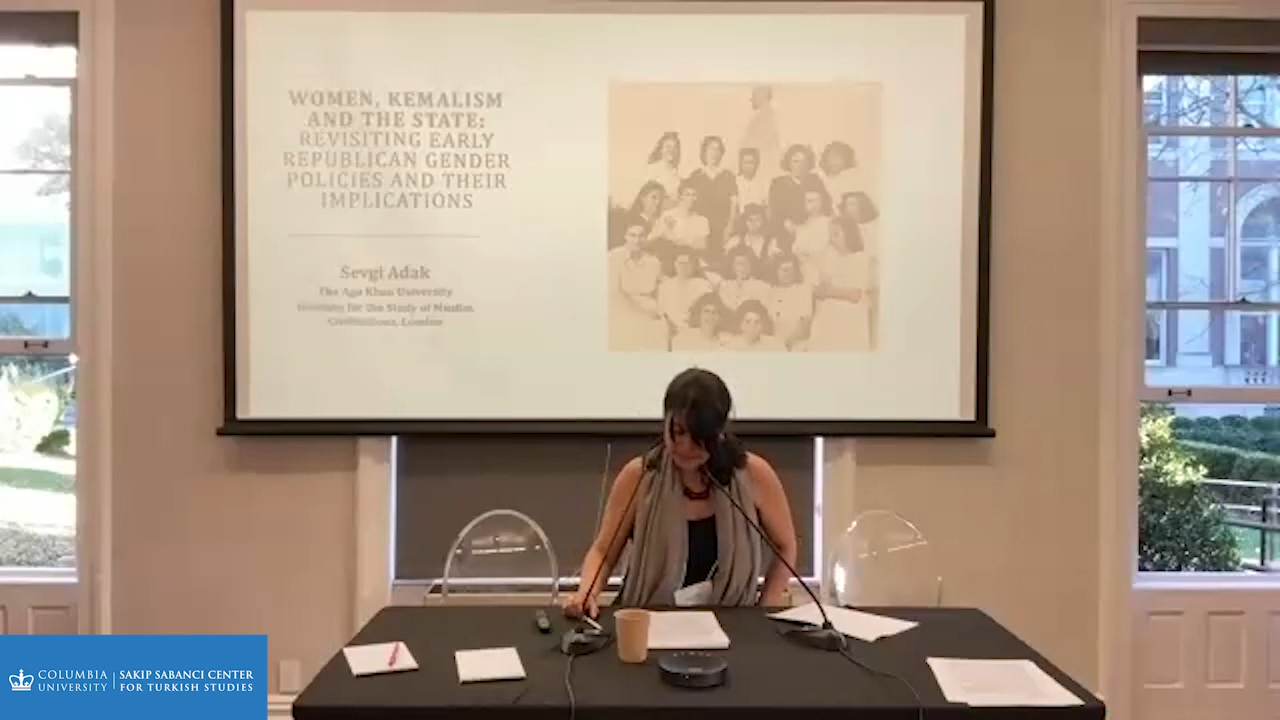 WOMEN, KEMALISM
AND THE STATE:
REVISITING EARLY
REPUBLICAN GENDER
POLICIES AND THEIR
IMPLICATIONS
Sevgi Adak
The Aga Khan University
Institute for the Study of Muslim
Civilisations, London
COLUMBIA
UNIVERSITY
SAKIP SABANCI CENTER
FOR TURKISH STUDIES